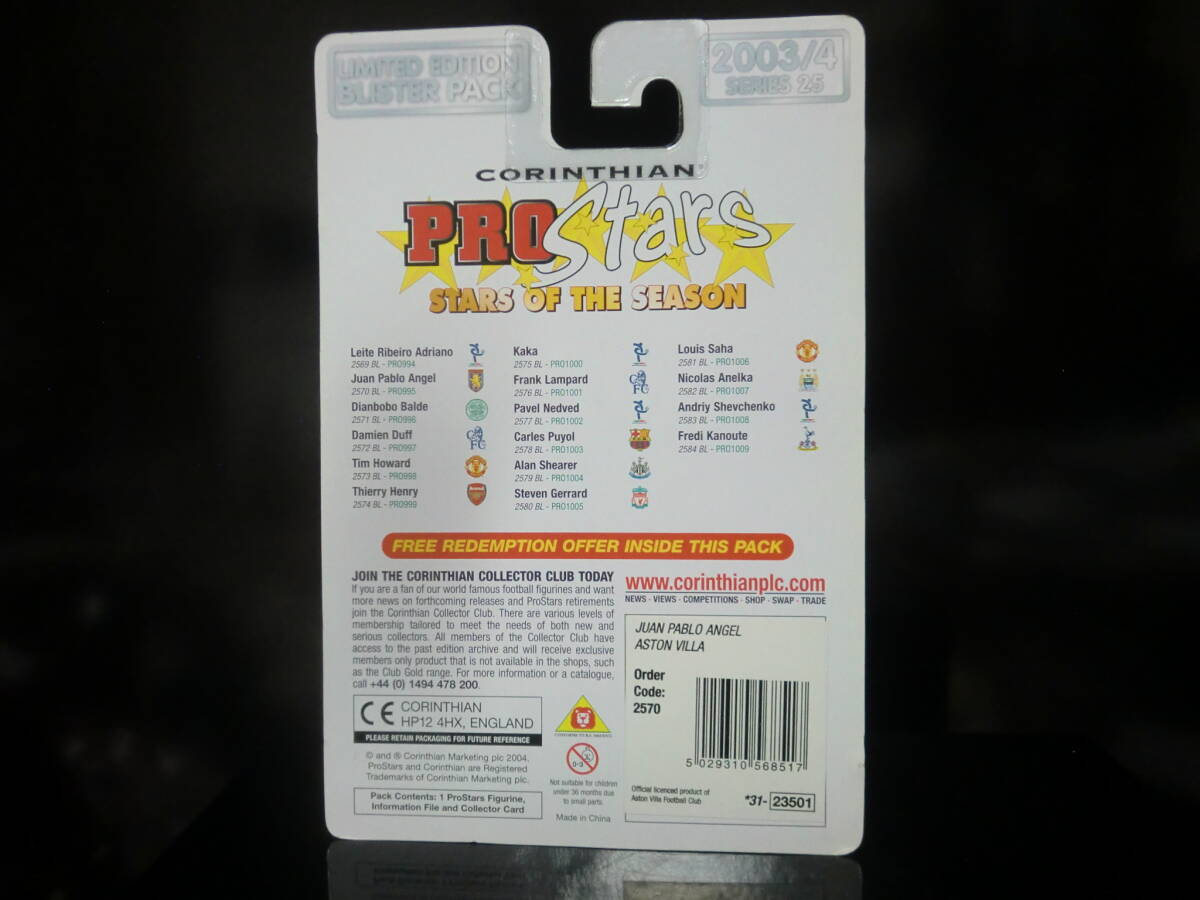 LIMITED EDITION
BLISTER PACK
2003/4
SERIES 25
CORINTHIAN
PROStars
STARS OF THE SEASON
Leite Ribeiro Adriano
2569 BL - PRO994
Juan Pablo Angel
2570 BL - PRO995
Dianbobo Balde
2571 BL - PRO996
Damien Duff
2572 BL - PRO997
Tim Howard
2573 BL - PRO998
Thierry Henry
2574 BL - PRO999
Kaka
2575 BL - PRO1000
Frank Lampard
2576 BL - PRO1001
Pavel Nedved
2577 BL - PRO1002
Carles Puyol
2578 BL - PRO1003
Alan Shearer
2579 BL - PRO1004
Steven Gerrard
2580 BL - PRO1005
Louis Saha
2581 BL - PRO1006
Nicolas Anelka
2582 BL - PRO1007
Andriy Shevchenko
2583 BL - PRO1008
Fredi Kanoute
2584 BL - PRO1009
FREE REDEMPTION OFFER INSIDE THIS PACK
JOIN THE CORINTHIAN COLLECTOR CLUB TODAY
If you are a fan of our world famous football figurines and want
more news on forthcoming releases and ProStars retirements
join the Corinthian Collector Club. There are various levels of
membership tailored to meet the needs of both new and
serious collectors. All members of the Collector Club have
access to the past edition archive and will receive exclusive
members only product that is not available in the shops, such
as the Club Gold range. For more information or a catalogue,
call +44 (0) 1494 478 200.
CE CORINTHIAN
HP12 4HX, ENGLAND
PLEASE RETAIN PACKAGING FOR FUTURE REFERENCE
© and ® Corinthian Marketing plc 2004.
ProStars and Corinthian are Registered
Trademarks of Corinthian Marketing plc.
Pack Contents: 1 ProStars Figurine,
Information File and Collector Card
0-3
Not suitable for children
under 36 months due
to small parts
Made in China
www.corinthianplc.com
NEWS · VIEWS · COMPETITIONS · SHOP · SWAP · TRADE
JUAN PABLO ANGEL
ASTON VILLA
Order
Code:
2570
5 029310 568517
Official licenced product of
Aston Villa Football Club
*31- 23501